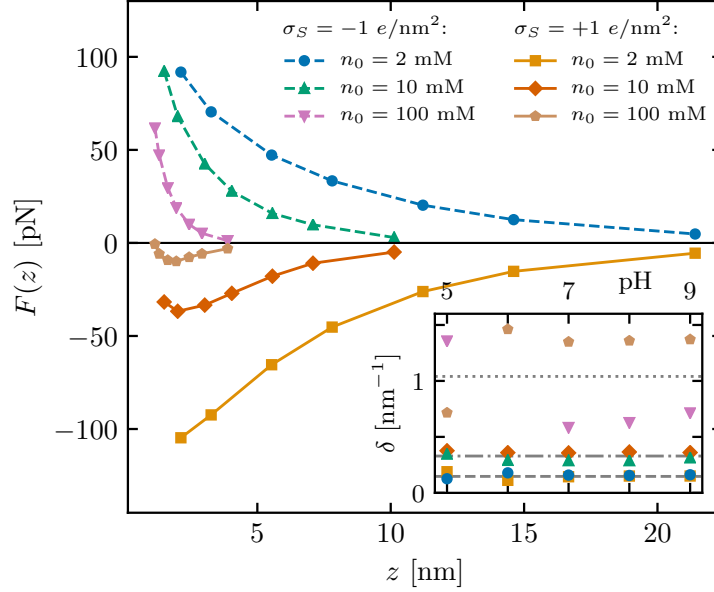 σ_S = −1 e/nm²: σ_S = +1 e/nm²:
n₀ = 2 mM n₀ = 2 mM
n₀ = 10 mM n₀ = 10 mM
n₀ = 100 mM n₀ = 100 mM
100
50
0
−50
−100
F(z) [pN]
5 10 15 20
z [nm]
5 7 pH 9
1
0
δ [nm⁻¹]